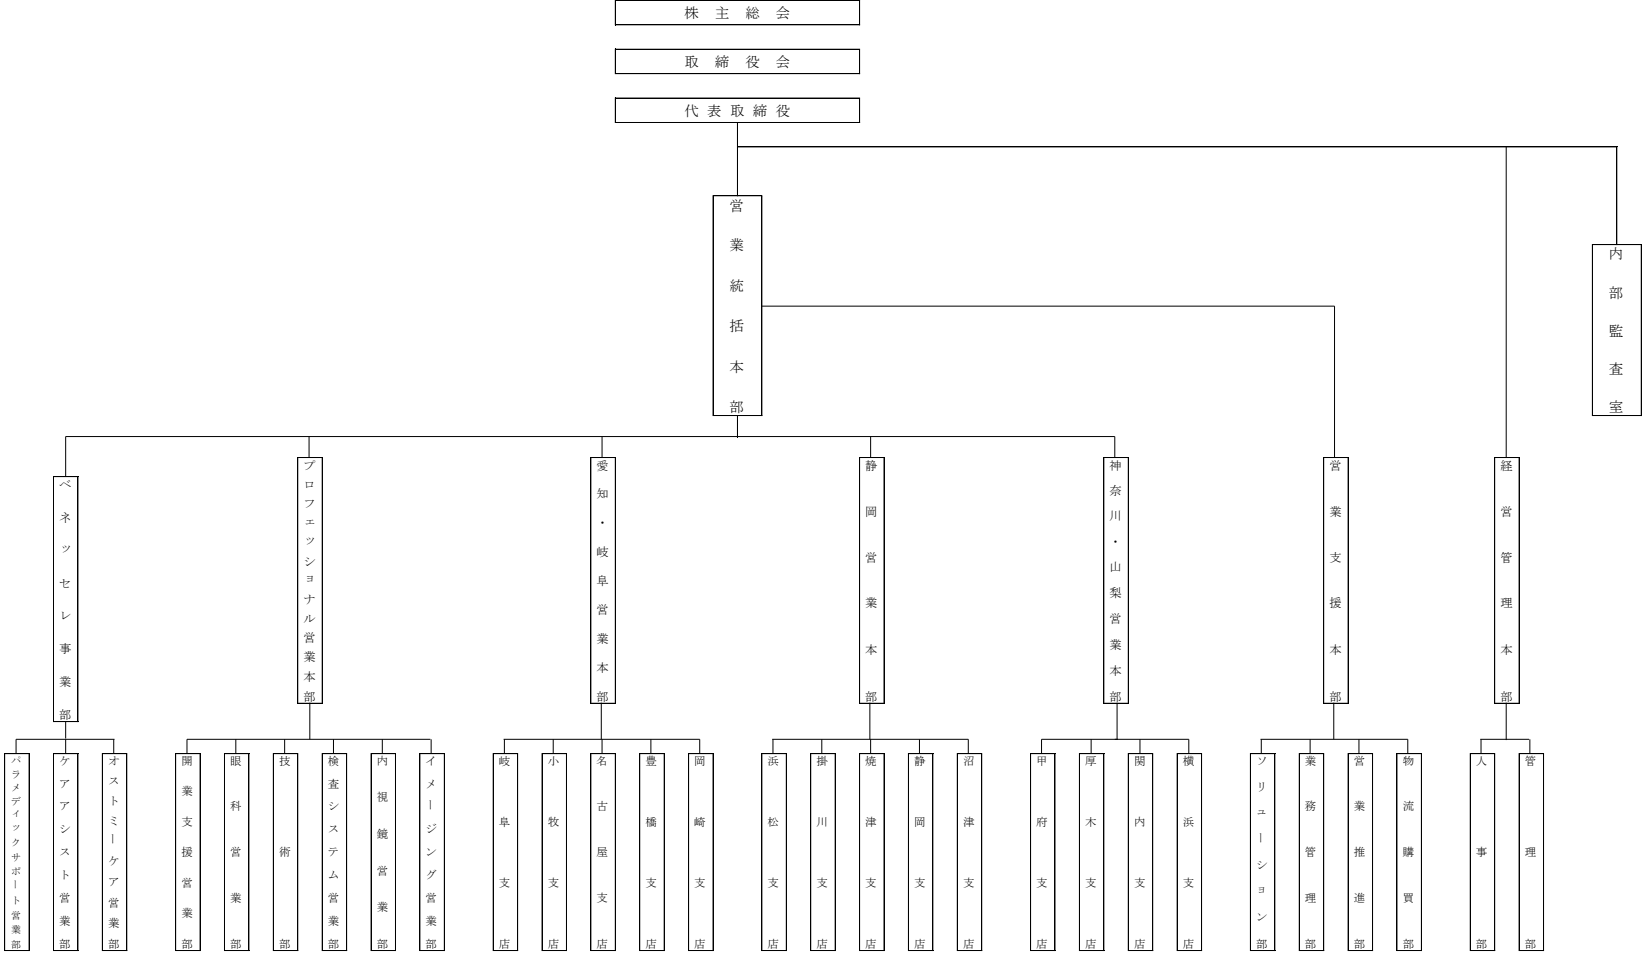 株主総会
取締役会
代表取締役
営業統括本部
内部監査室
ベネッセレ事業部
プロフェッショナル営業本部
愛知・岐阜営業本部
静岡営業本部
神奈川・山梨営業本部
営業支援本部
経営管理本部
パラメディックサポート営業部
ケアアシスト営業部
オストミーケア営業部
開業支援営業部
眼科営業部
技術部
検査システム営業部
内視鏡営業部
イメージング営業部
岐阜支店
小牧支店
名古屋支店
豊橋支店
岡崎支店
浜松支店
掛川支店
焼津支店
静岡支店
沼津支店
甲府支店
厚木支店
関内支店
横浜支店
ソリューション部
業務管理部
営業推進部
物流購買部
人事部
管理部